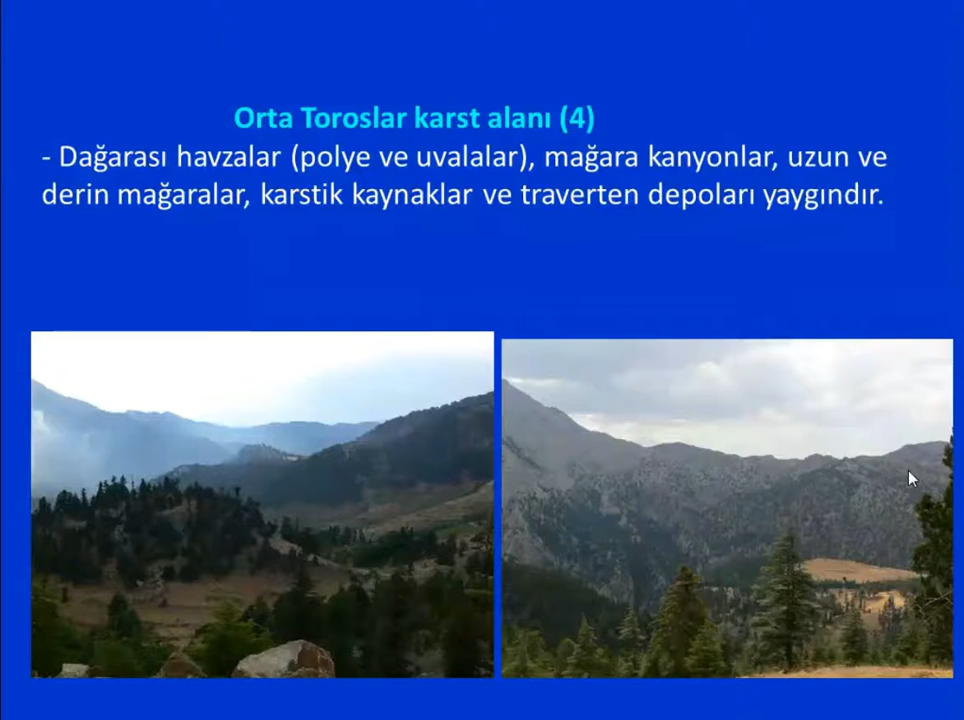 Orta Toroslar karst alanı (4)
- Dağarası havzalar (polye ve uvalalar), mağara kanyonlar, uzun ve
derin mağaralar, karstik kaynaklar ve traverten depoları yaygındır.